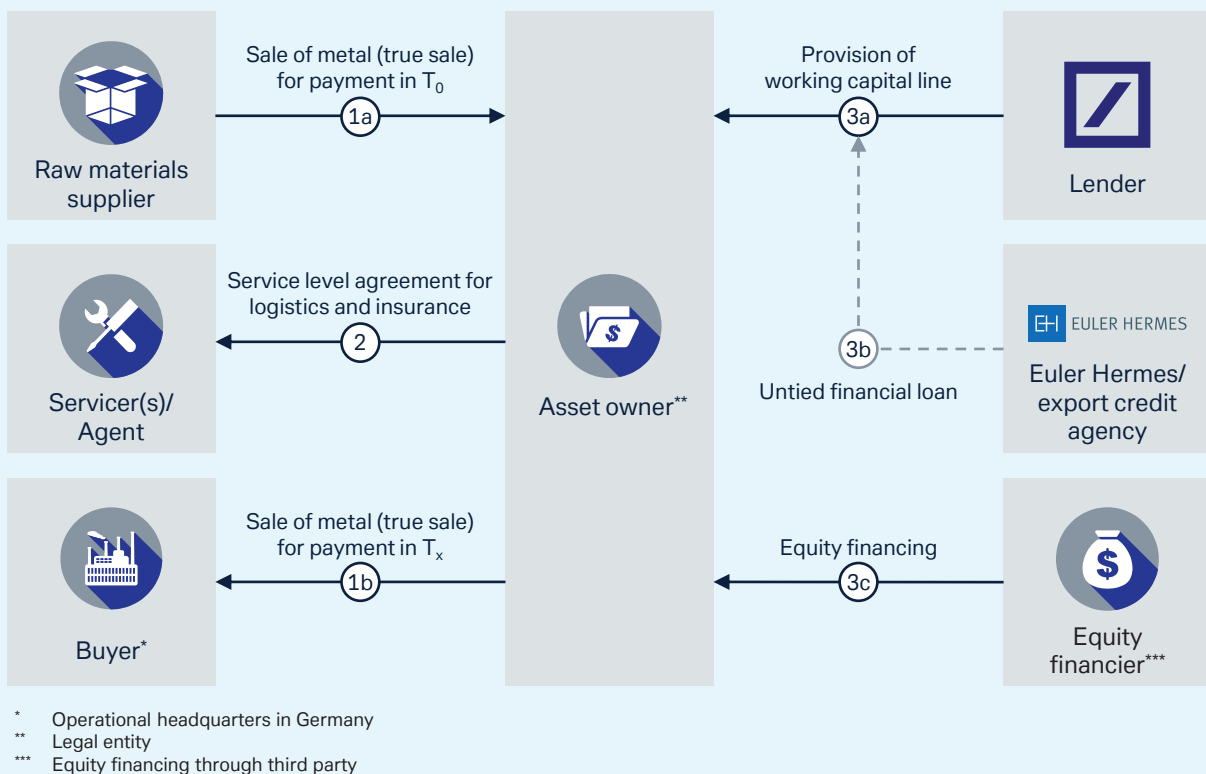 Sale of metal (true sale)
for payment in T₀
1a
Raw materials
supplier
Provision of
working capital line
3a
Lender
Service level agreement for
logistics and insurance
2
Servicer(s)/
Agent
$
Asset owner**
3b
Untied financial loan
EH EULER HERMES
Euler Hermes/
export credit
agency
Sale of metal (true sale)
for payment in Tₓ
1b
Buyer*
Equity financing
3c
$
Equity
financier***
* Operational headquarters in Germany
** Legal entity
*** Equity financing through third party